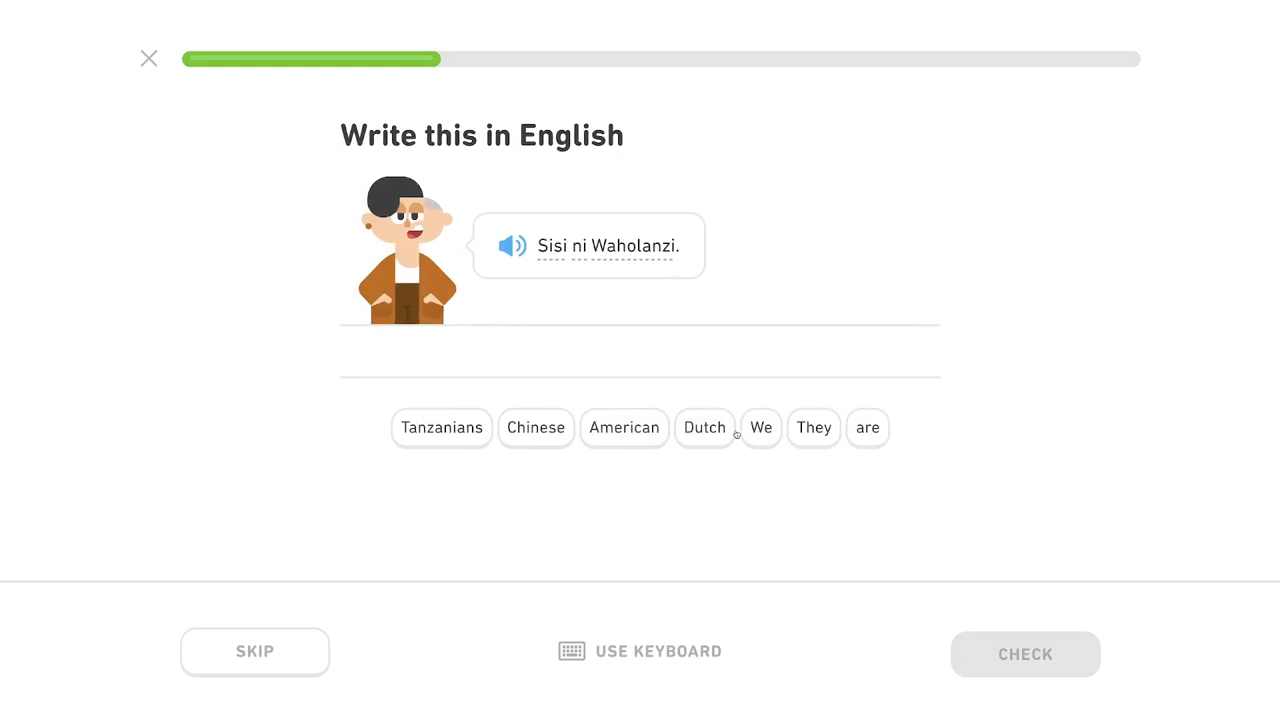 Write this in English
Sisi ni Waholanzi.
Tanzanians Chinese American Dutch We They are
SKIP USE KEYBOARD CHECK